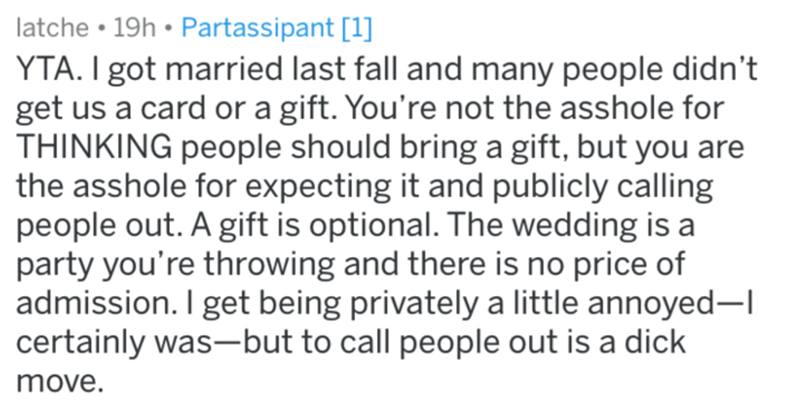 latche • 19h • Partassipant [1]
YTA. I got married last fall and many people didn't
get us a card or a gift. You're not the asshole for
THINKING people should bring a gift, but you are
the asshole for expecting it and publicly calling
people out. A gift is optional. The wedding is a
party you're throwing and there is no price of
admission. I get being privately a little annoyed—I
certainly was—but to call people out is a dick
move.